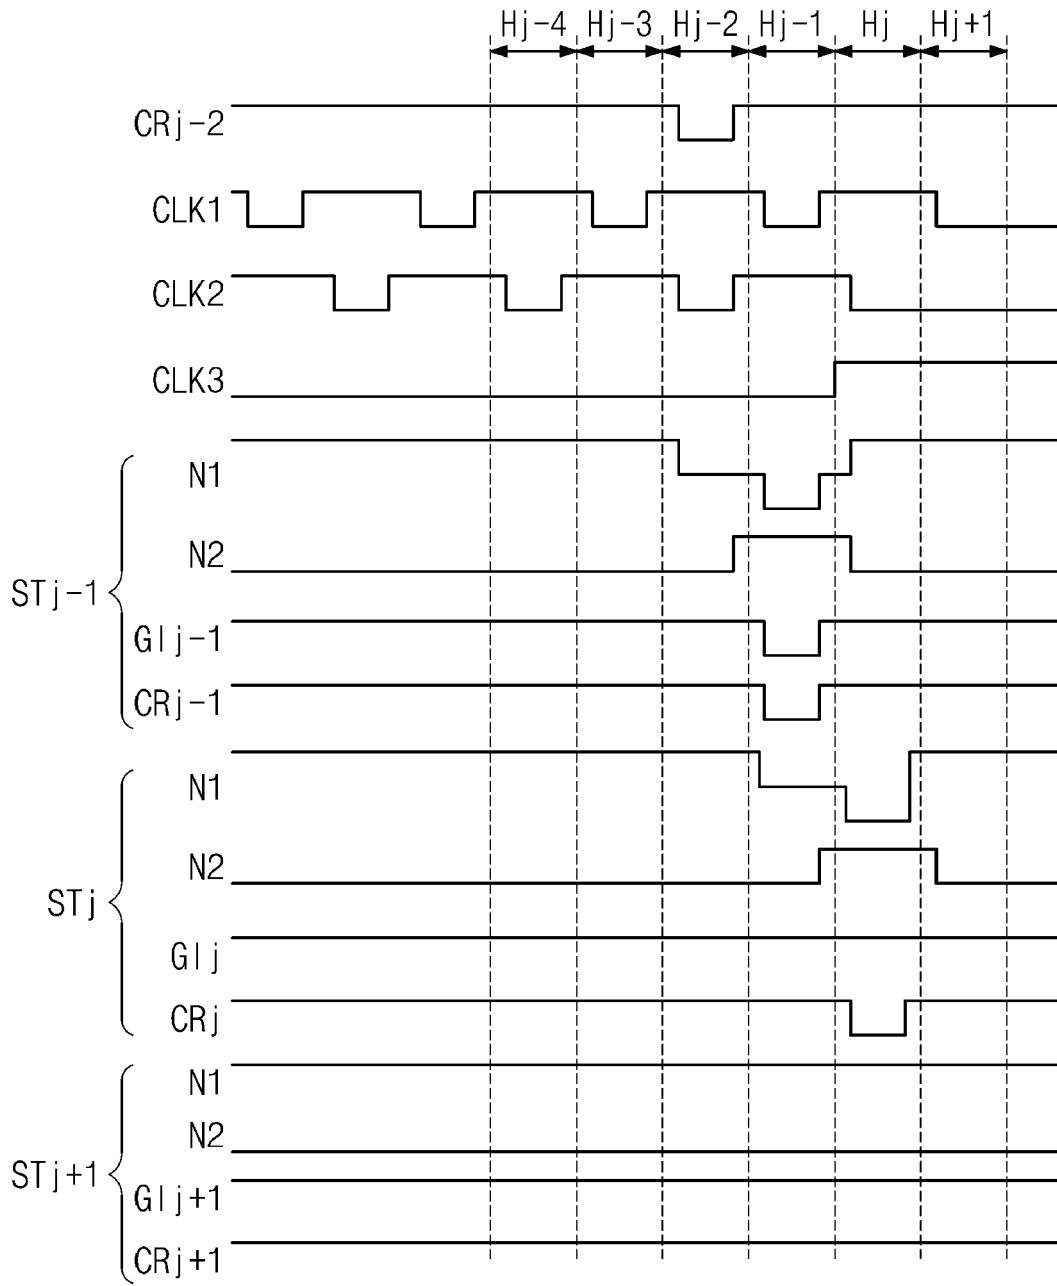 Hj-4 Hj-3 Hj-2 Hj-1 Hj Hj+1
CRj-2
CLK1
CLK2
CLK3
STj-1
N1
N2
GIj-1
CRj-1
STj
N1
N2
GIj
CRj
STj+1
N1
N2
GIj+1
CRj+1